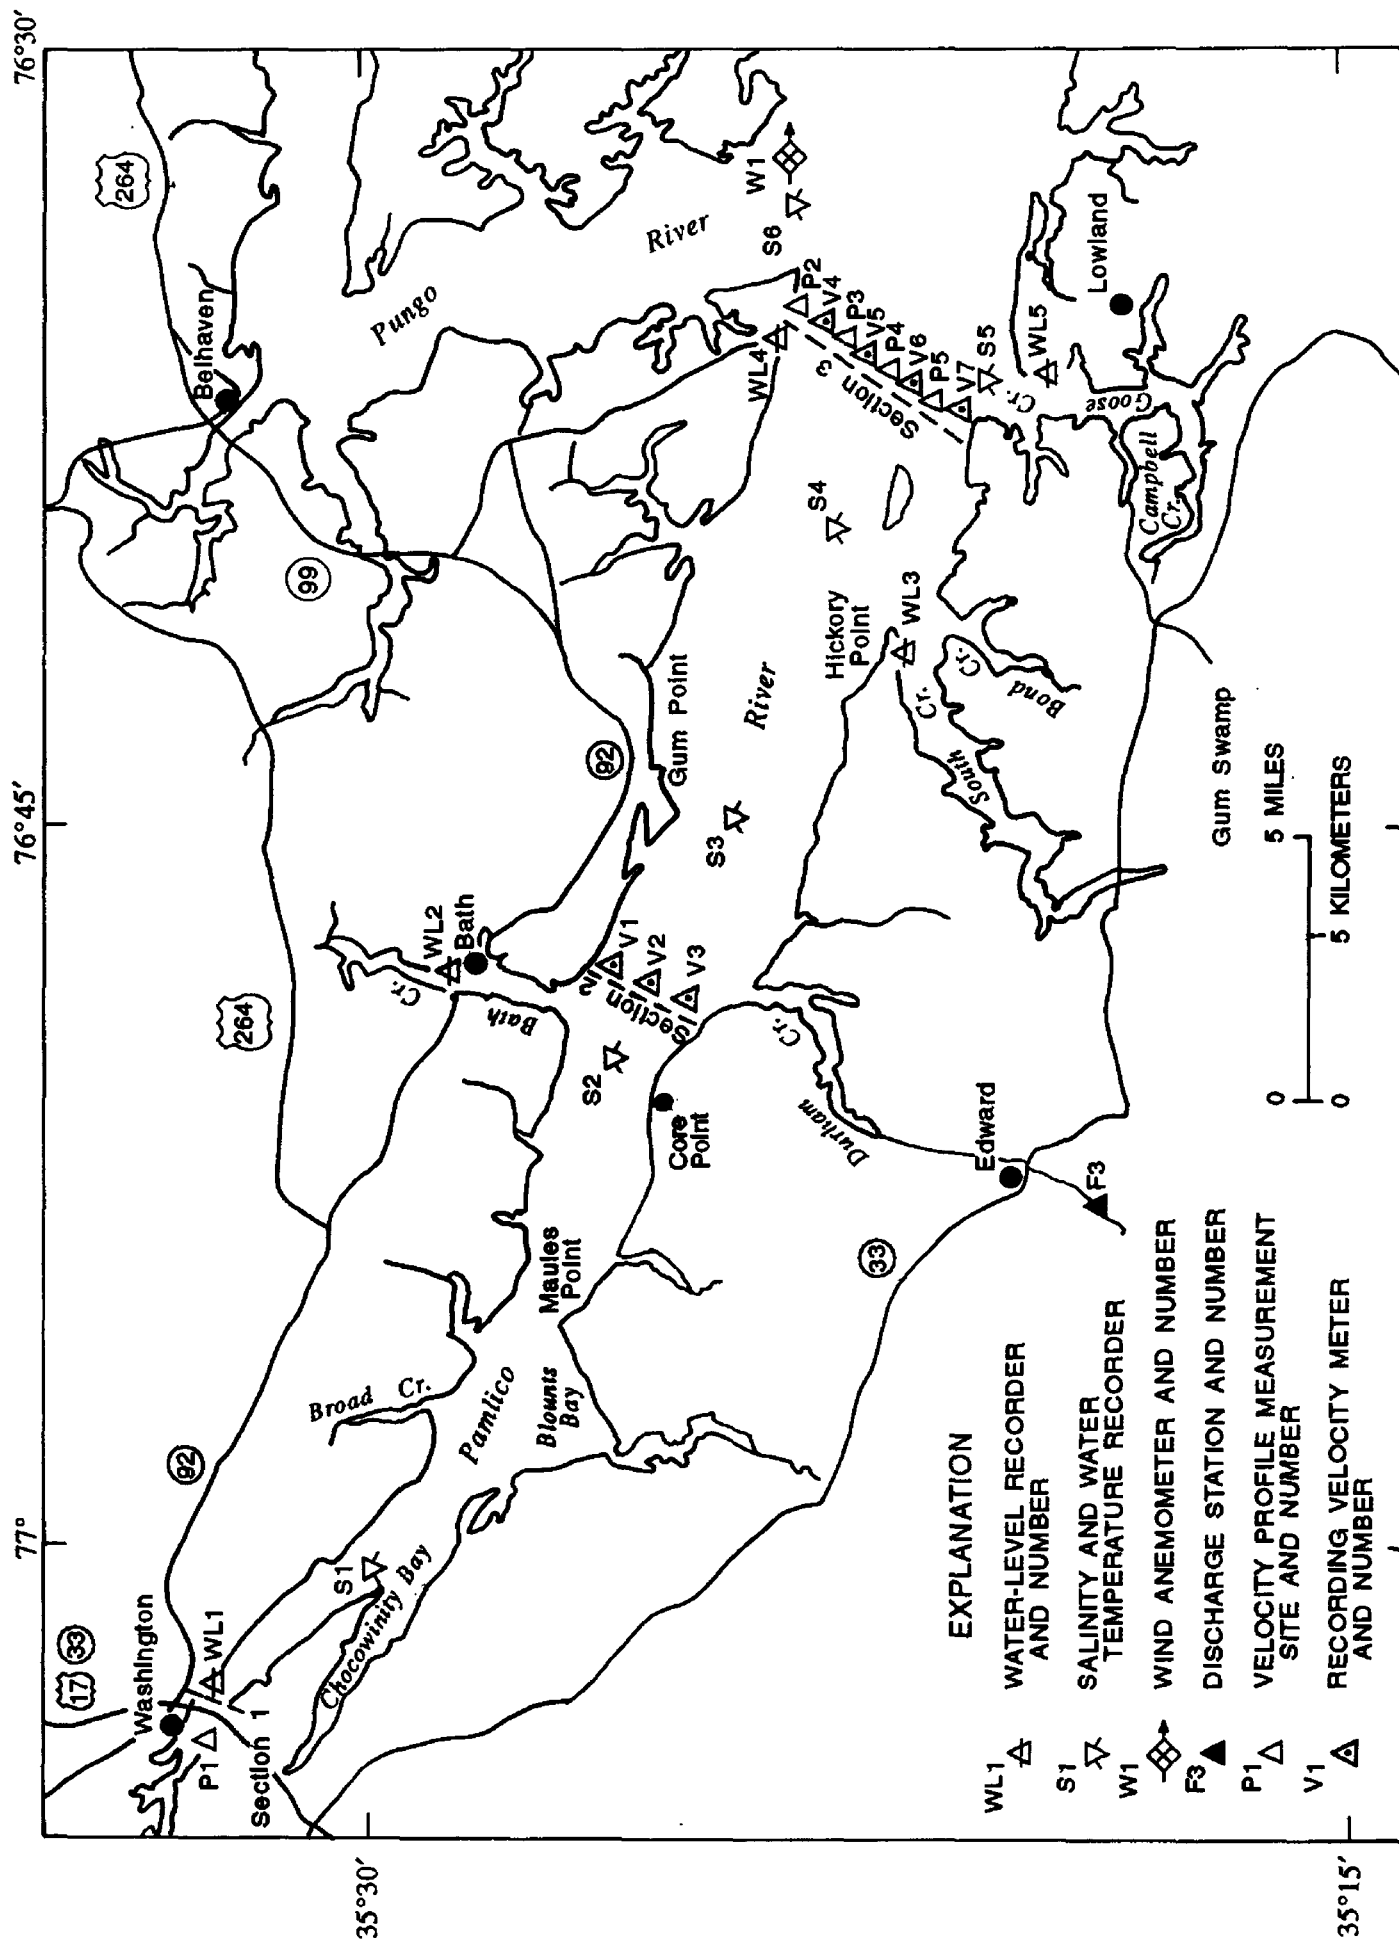 77°
76°45′
76°30′
35°30′
35°15′
17
33
264
Washington
WL1
P1
Section 1
92
Broad Cr.
S1
Chocowinity Bay
Pamlico
Blounts
Bay
Maules
Point
264
Cr.
WL2
Bath
Bath
S2
Section 2
V1
V2
V3
Core
Point
Durham
Cr.
Edward
F3
33
99
Belhaven
Pungo
River
92
Gum Point
S3
River
Hickory
Point
WL3
South
Cr.
Bond
Cr.
S4
WL4
Section 3
P2
V4
P3
V5
P4
V6
P5
V7
S5
S6
W1
WL5
Goose
Cr.
Campbell
Cr.
Lowland
Gum Swamp
0
5 MILES
0
5 KILOMETERS
EXPLANATION
WL1 WATER-LEVEL RECORDER
AND NUMBER
S1 SALINITY AND WATER
TEMPERATURE RECORDER
W1 WIND ANEMOMETER AND NUMBER
F3 DISCHARGE STATION AND NUMBER
P1 VELOCITY PROFILE MEASUREMENT
SITE AND NUMBER
V1 RECORDING VELOCITY METER
AND NUMBER